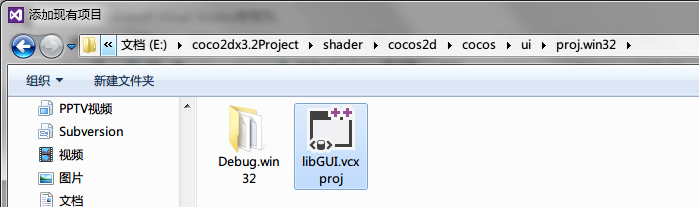 添加现有项目
« 文档 (E:) ▸ coco2dx3.2Project ▸ shader ▸ cocos2d ▸ cocos ▸ ui ▸ proj.win32 ▸
组织 ▼ 新建文件夹
PPTV视频
Subversion
视频
图片
文档
Debug.win
32
libGUI.vcx
proj